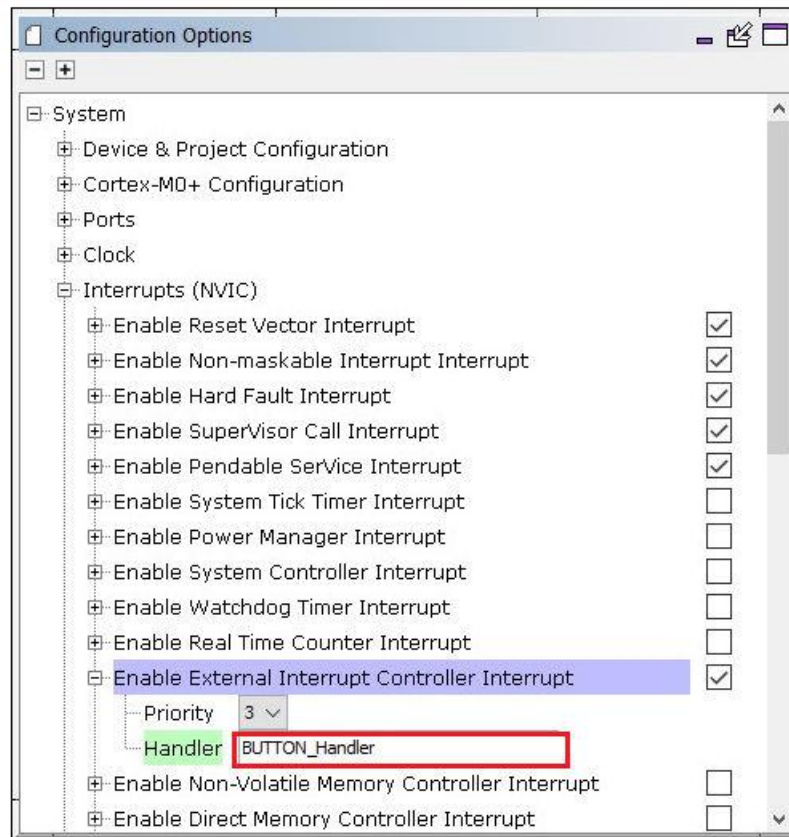 Configuration Options
System
Device & Project Configuration
Cortex-M0+ Configuration
Ports
Clock
Interrupts (NVIC)
Enable Reset Vector Interrupt
Enable Non-maskable Interrupt Interrupt
Enable Hard Fault Interrupt
Enable SuperVisor Call Interrupt
Enable Pendable SerVice Interrupt
Enable System Tick Timer Interrupt
Enable Power Manager Interrupt
Enable System Controller Interrupt
Enable Watchdog Timer Interrupt
Enable Real Time Counter Interrupt
Enable External Interrupt Controller Interrupt
Priority 3
Handler BUTTON_Handler
Enable Non-Volatile Memory Controller Interrupt
Enable Direct Memory Controller Interrupt